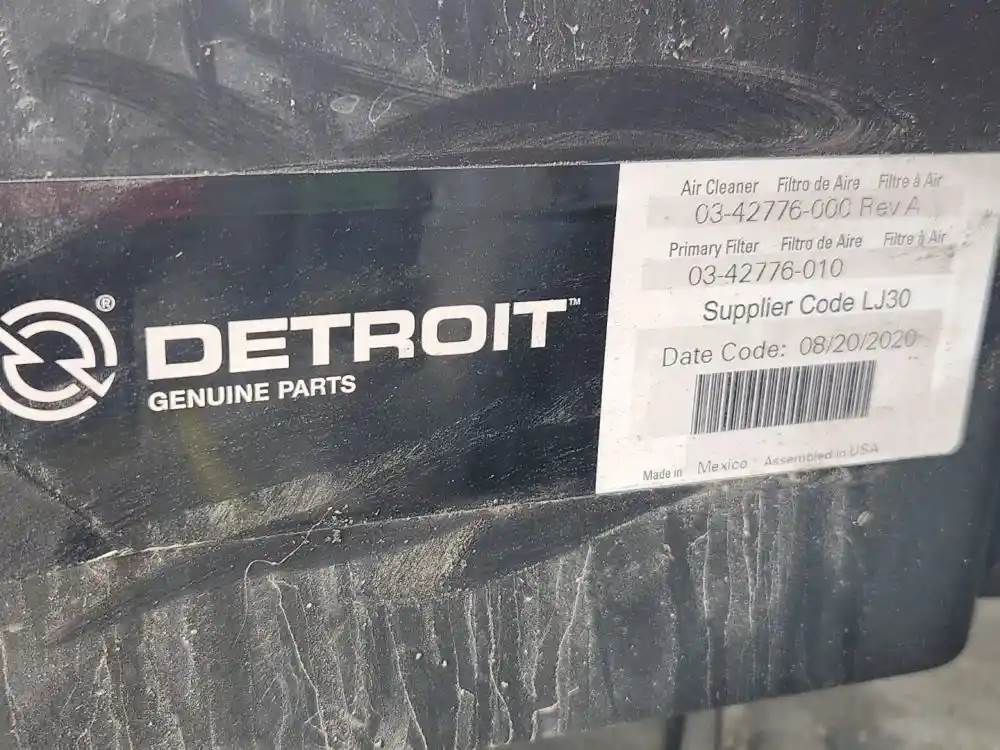 Air Cleaner Filtro de Aire Filtre à Air
03-42776-000 Rev A
Primary Filter Filtro de Aire Filtre à Air
03-42776-010
Supplier Code LJ30
Date Code: 08/20/2020
Made in Mexico Assembled in USA
®
DETROIT™
GENUINE PARTS